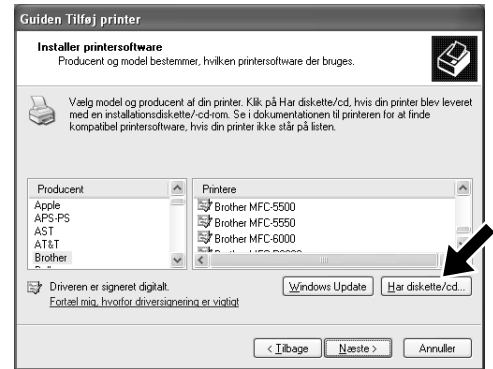 Guiden Tilføj printer
Installer printersoftware
Producent og model bestemmer, hvilken printersoftware der bruges.
Vælg model og producent af din printer. Klik på Har diskette/cd, hvis din printer blev leveret
med en installationsdiskette/-cd-rom. Se i dokumentationen til printeren for at finde
kompatibel printersoftware, hvis din printer ikke står på listen.
Producent
Apple
APS-PS
AST
AT&T
Brother
Printere
Brother MFC-5500
Brother MFC-5550
Brother MFC-6000
Driveren er signeret digitalt.
Fortæl mig, hvorfor driversignering er vigtigt
Windows Update
Har diskette/cd...
< Tilbage
Næste >
Annuller